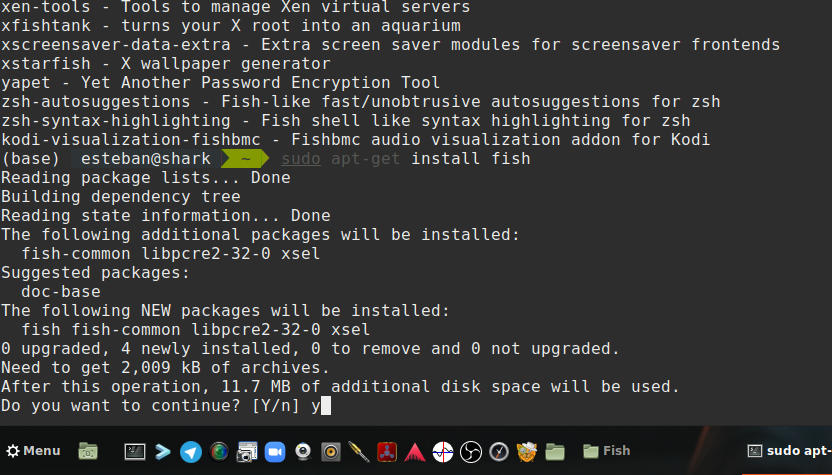 xen-tools - Tools to manage Xen virtual servers
xfishtank - turns your X root into an aquarium
xscreensaver-data-extra - Extra screen saver modules for screensaver frontends
xstarfish - X wallpaper generator
yapet - Yet Another Password Encryption Tool
zsh-autosuggestions - Fish-like fast/unobtrusive autosuggestions for zsh
zsh-syntax-highlighting - Fish shell like syntax highlighting for zsh
kodi-visualization-fishbmc - Fishbmc audio visualization addon for Kodi
(base) esteban@shark ~ sudo apt-get install fish
Reading package lists... Done
Building dependency tree
Reading state information... Done
The following additional packages will be installed:
fish-common libpcre2-32-0 xsel
Suggested packages:
doc-base
The following NEW packages will be installed:
fish fish-common libpcre2-32-0 xsel
0 upgraded, 4 newly installed, 0 to remove and 0 not upgraded.
Need to get 2,009 kB of archives.
After this operation, 11.7 MB of additional disk space will be used.
Do you want to continue? [Y/n] y
Menu Fish sudo apt-